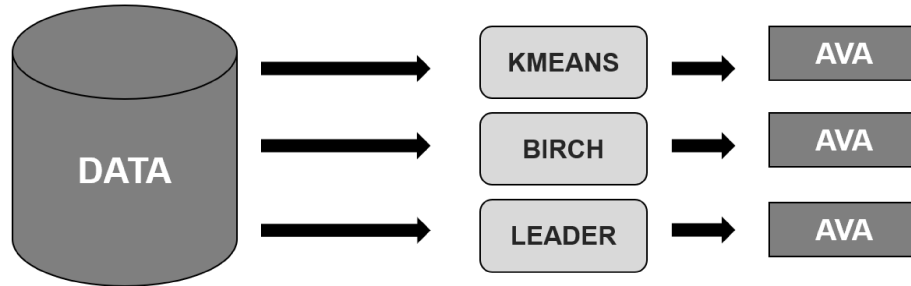 DATA
KMEANS
AVA
BIRCH
AVA
LEADER
AVA